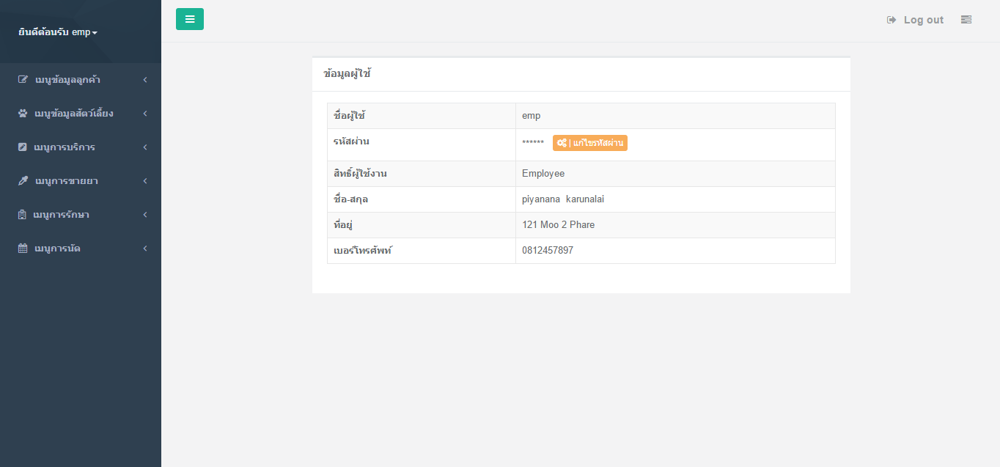 ยินดีต้อนรับ emp
Log out
เมนูข้อมูลลูกค้า
เมนูข้อมูลสัตว์เลี้ยง
เมนูการบริการ
เมนูการขายยา
เมนูการรักษา
เมนูการนัด
ข้อมูลผู้ใช้
ชื่อผู้ใช้ emp
รหัสผ่าน ****** | แก้ไขรหัสผ่าน
สิทธิ์ผู้ใช้งาน Employee
ชื่อ-สกุล piyanana karunalai
ที่อยู่ 121 Moo 2 Phare
เบอร์โทรศัพท์ 0812457897